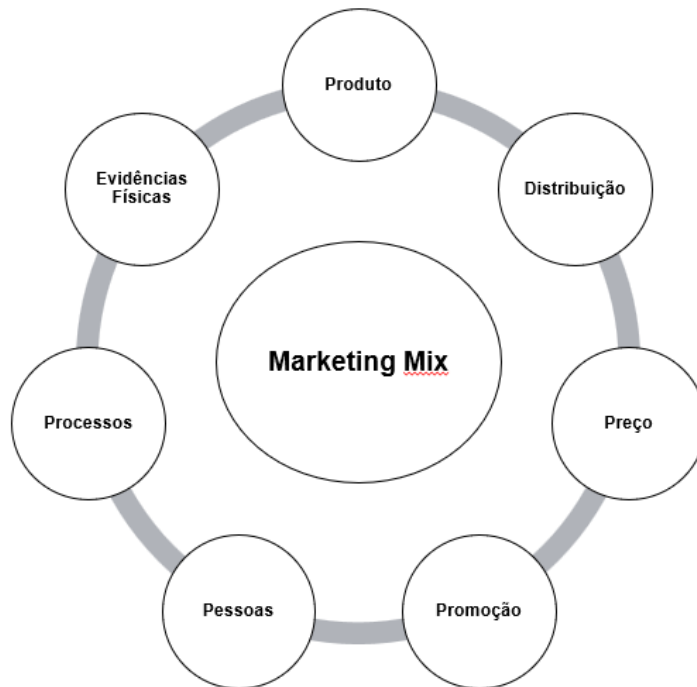 Produto
Distribuição
Preço
Promoção
Pessoas
Processos
Evidências
Físicas
Marketing Mix